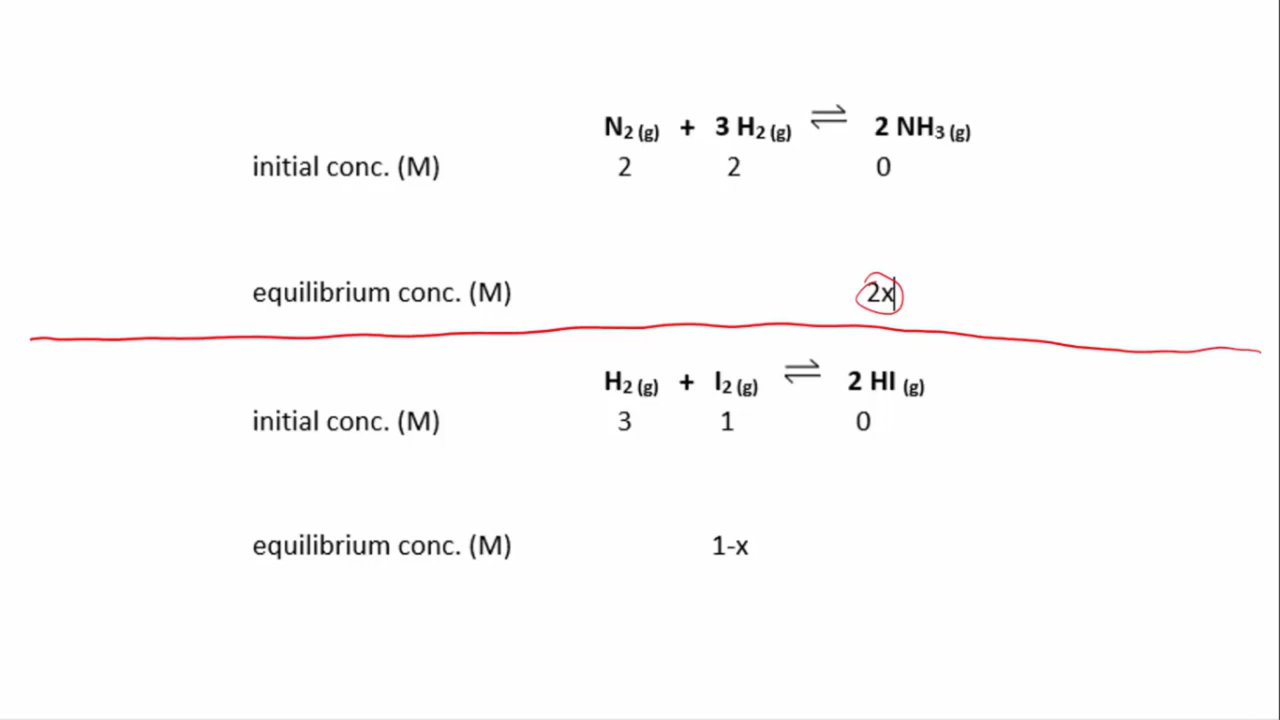 N₂ (g) + 3 H₂ (g) ⇌ 2 NH₃ (g)
initial conc. (M) 2 2 0
equilibrium conc. (M) 2x
H₂ (g) + I₂ (g) ⇌ 2 HI (g)
initial conc. (M) 3 1 0
equilibrium conc. (M) 1-x